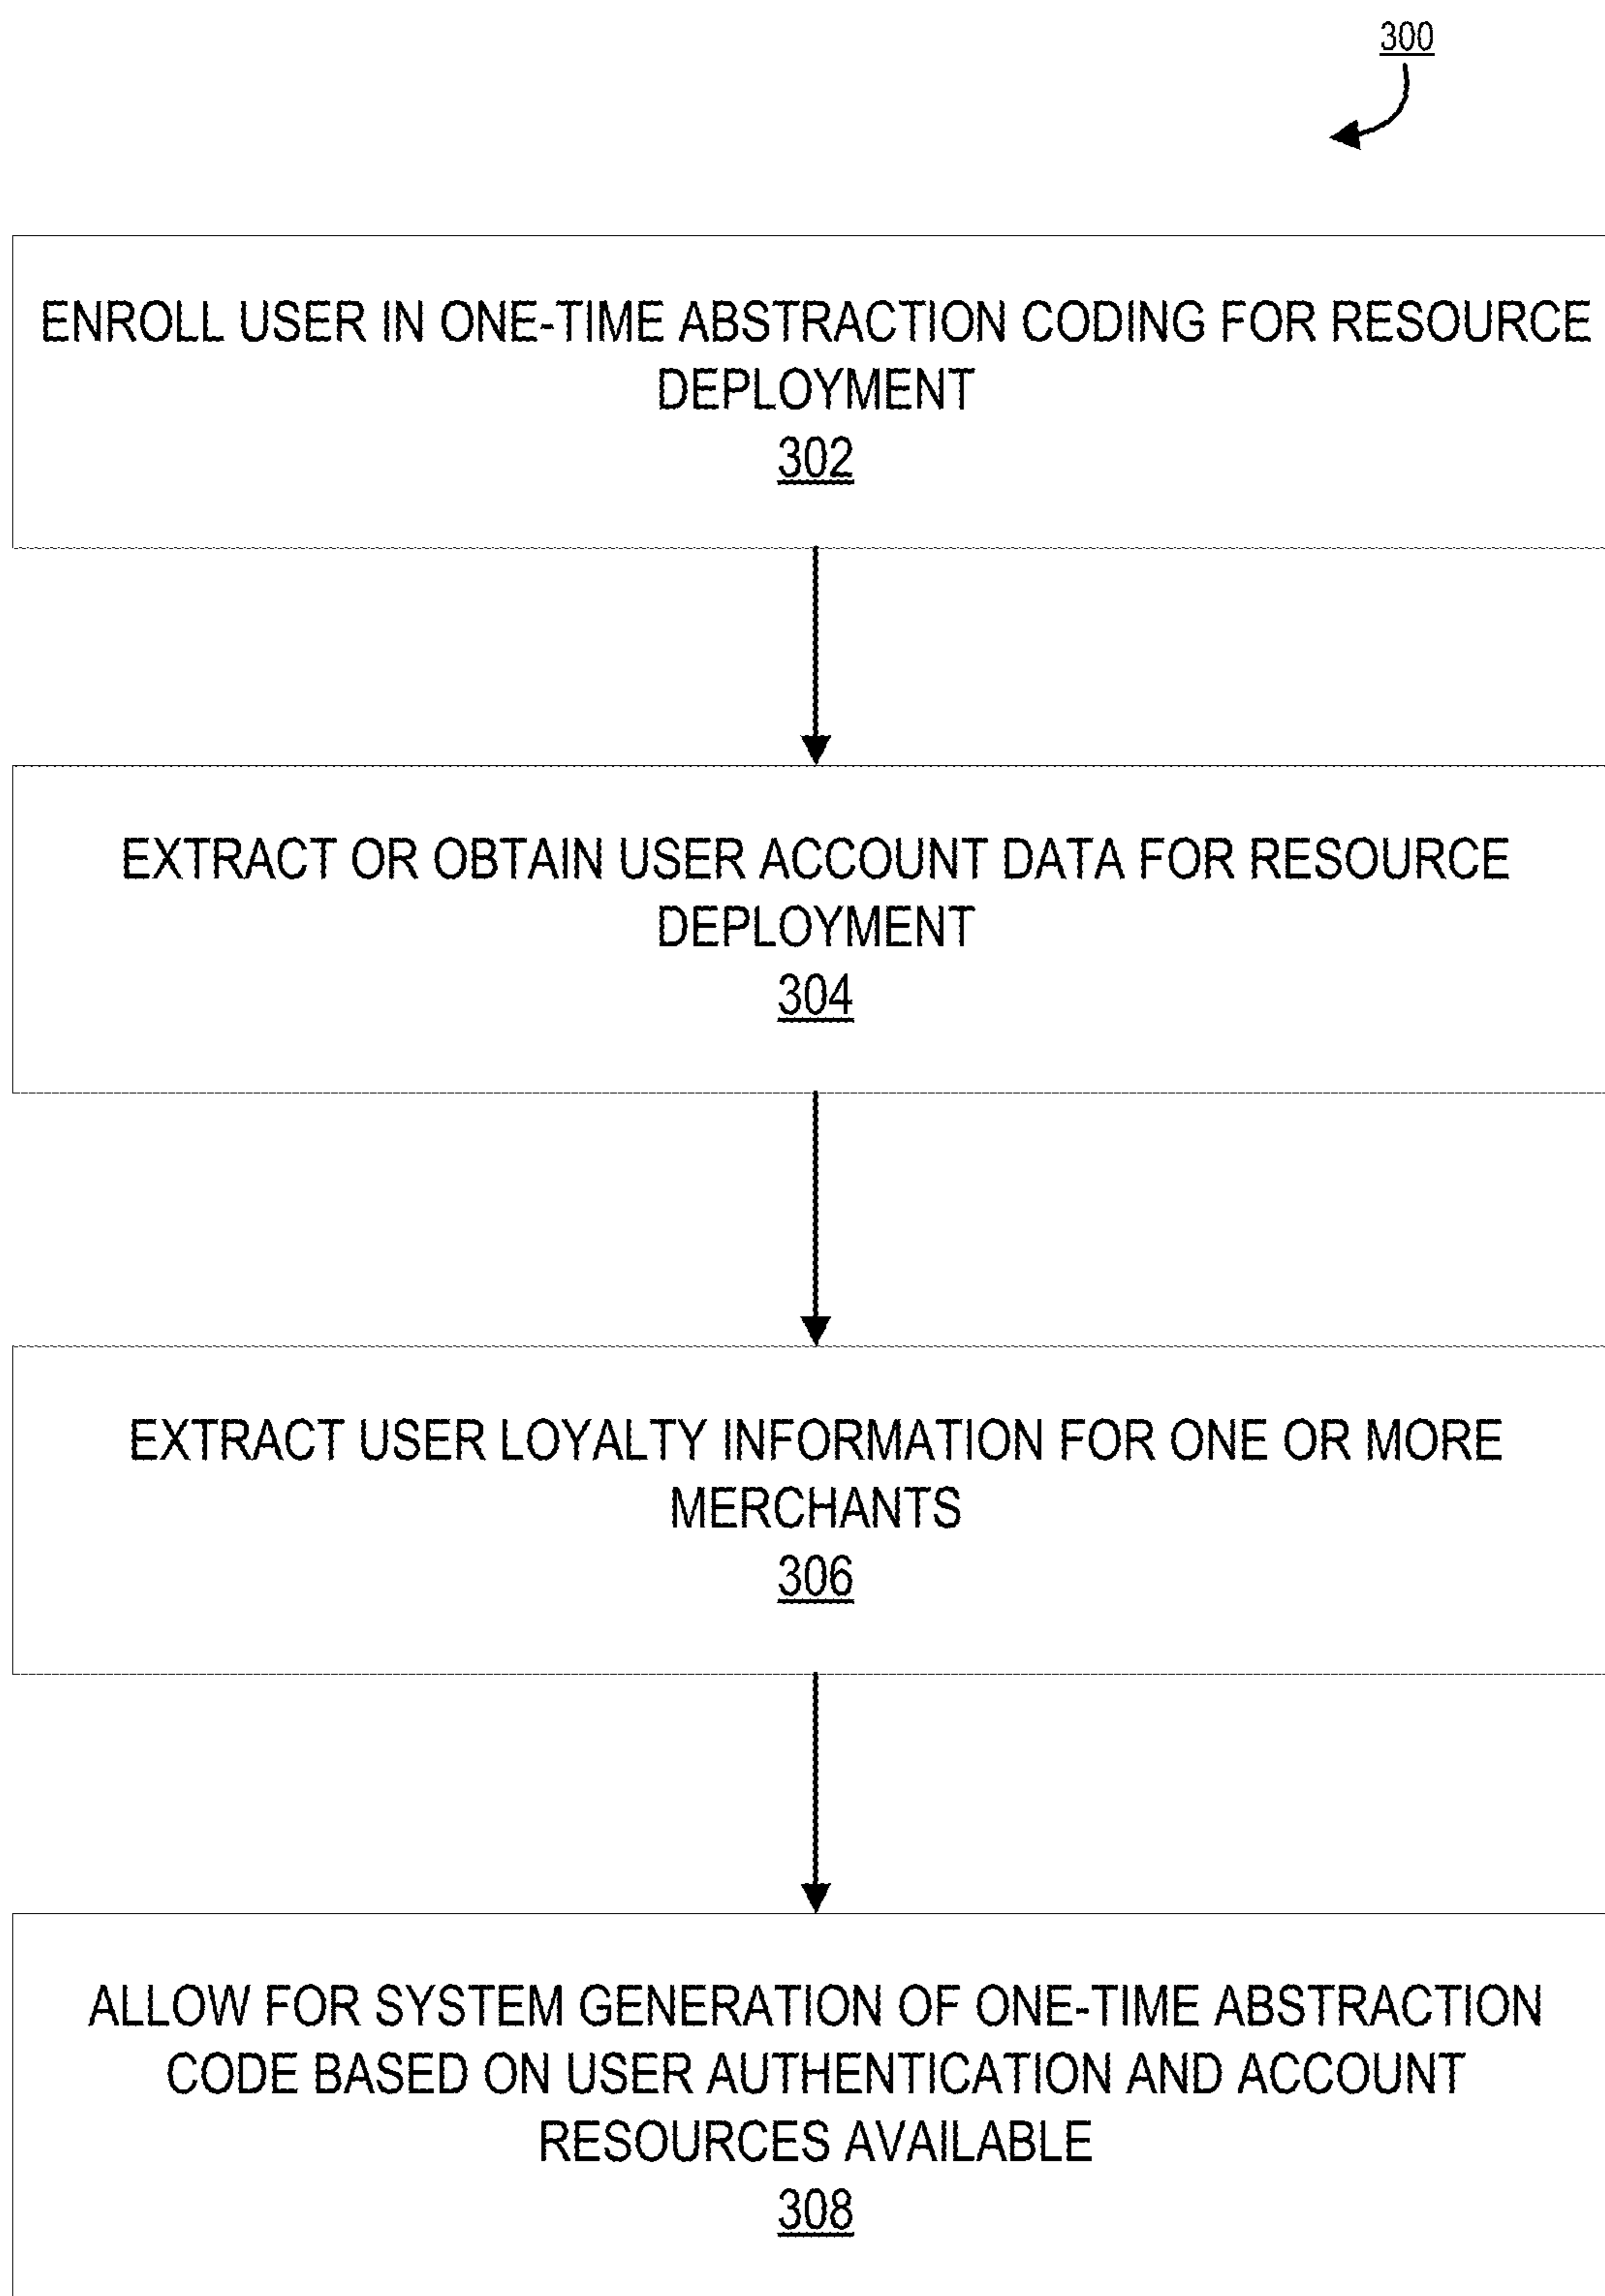 300
ENROLL USER IN ONE-TIME ABSTRACTION CODING FOR RESOURCE
DEPLOYMENT
302
EXTRACT OR OBTAIN USER ACCOUNT DATA FOR RESOURCE
DEPLOYMENT
304
EXTRACT USER LOYALTY INFORMATION FOR ONE OR MORE
MERCHANTS
306
ALLOW FOR SYSTEM GENERATION OF ONE-TIME ABSTRACTION
CODE BASED ON USER AUTHENTICATION AND ACCOUNT
RESOURCES AVAILABLE
308